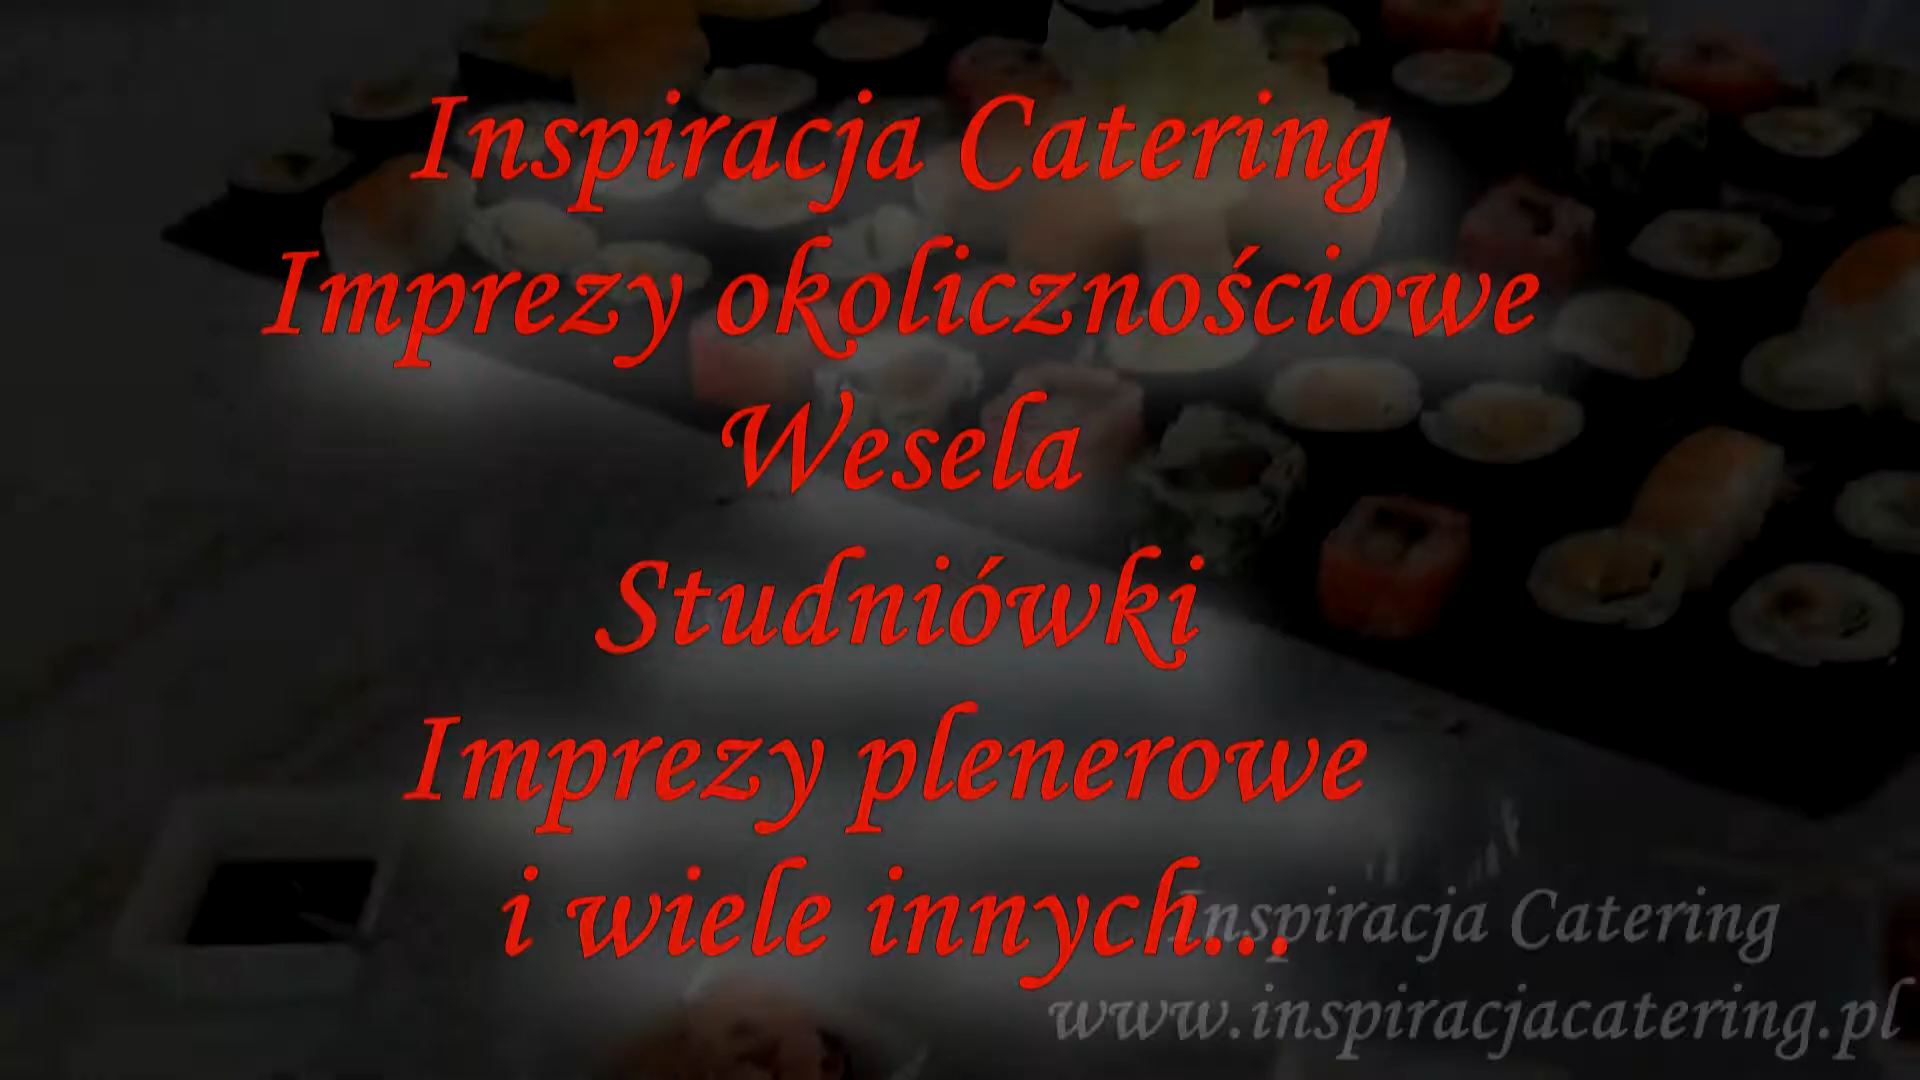 Inspiracja Catering
Imprezy okolicznościowe
Wesela
Studniówki
Imprezy plenerowe
i wiele innych...
Inspiracja Catering
www.inspiracjacatering.pl